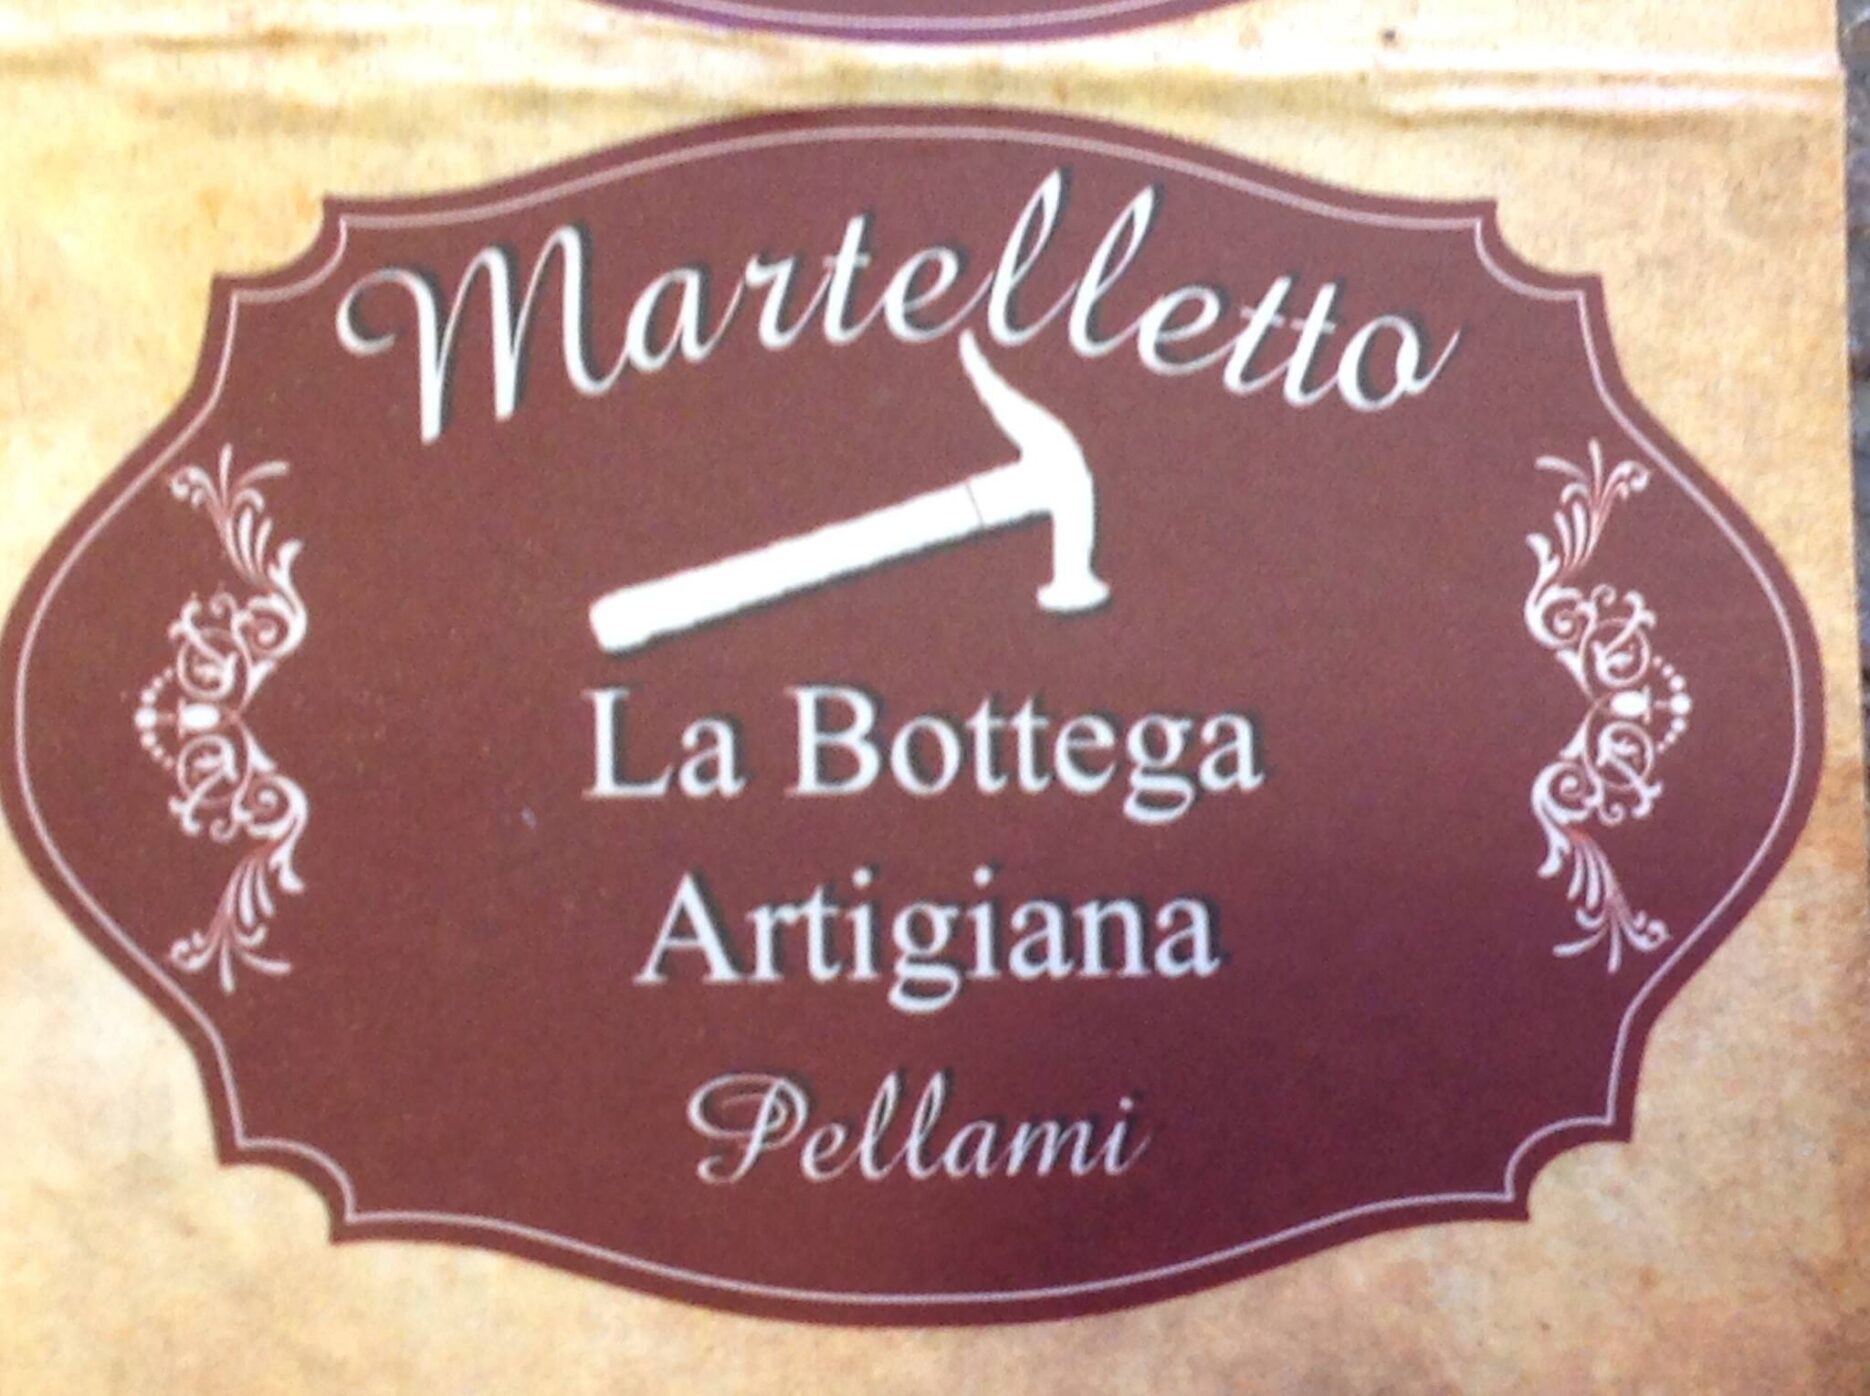 Martelletto
La Bottega
Artigiana
Pellami